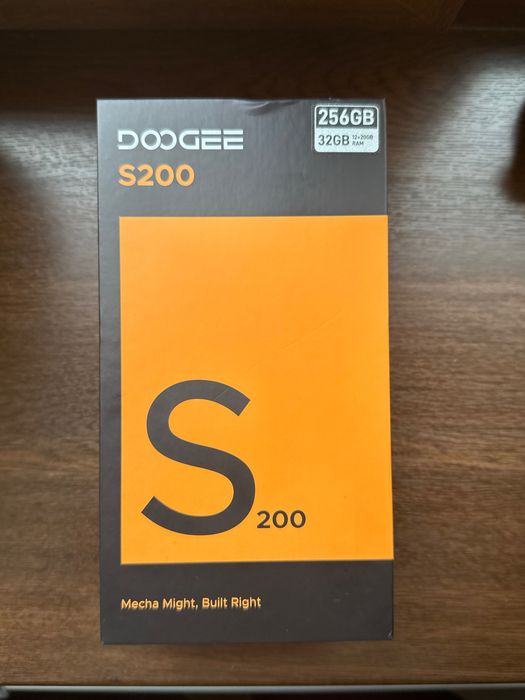 DOOGEE
S200
256GB
32GB 12+20GB RAM
S200
Mecha Might, Built Right